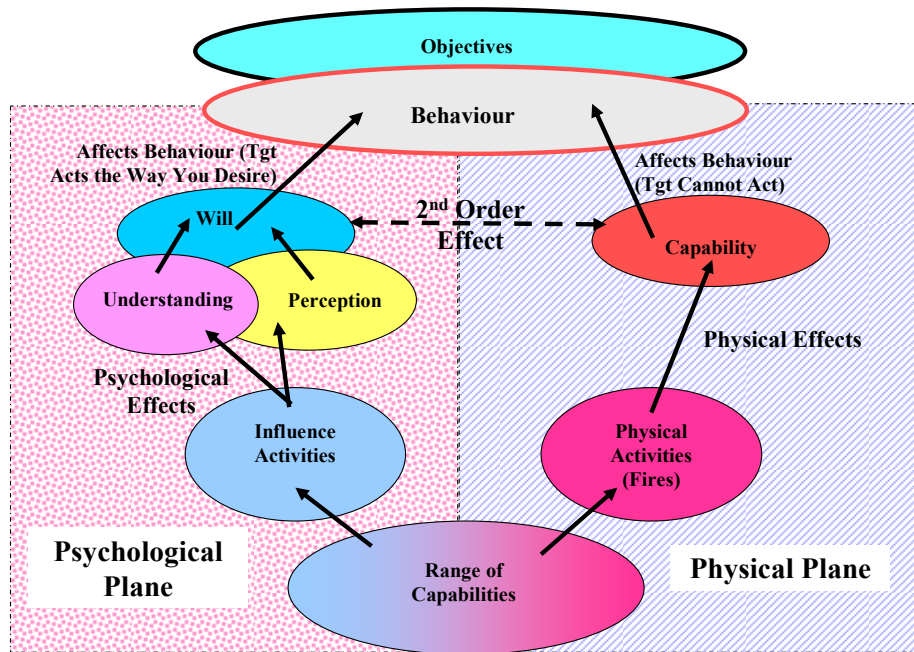 Objectives
Behaviour
Affects Behaviour (Tgt
Acts the Way You Desire)
Affects Behaviour
(Tgt Cannot Act)
Will
2nd Order
Effect
Capability
Understanding
Perception
Physical Effects
Psychological
Effects
Influence
Activities
Physical
Activities
(Fires)
Psychological
Plane
Range of
Capabilities
Physical Plane